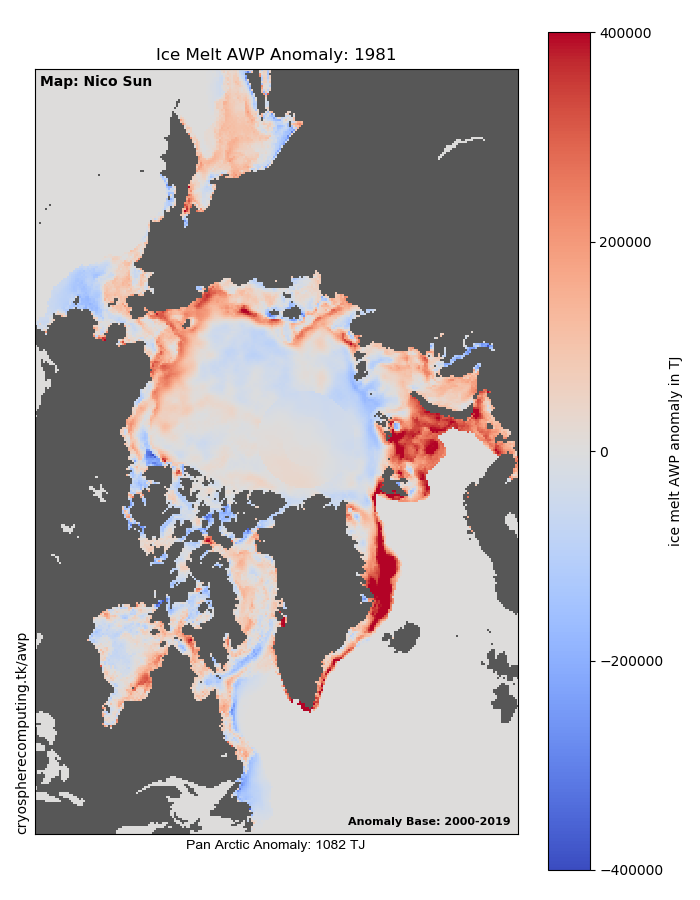 Ice Melt AWP Anomaly: 1981
Map: Nico Sun
400000
200000
0
−200000
−400000
ice melt AWP anomaly in TJ
cryospherecomputing.tk/awp
Anomaly Base: 2000-2019
Pan Arctic Anomaly: 1082 TJ